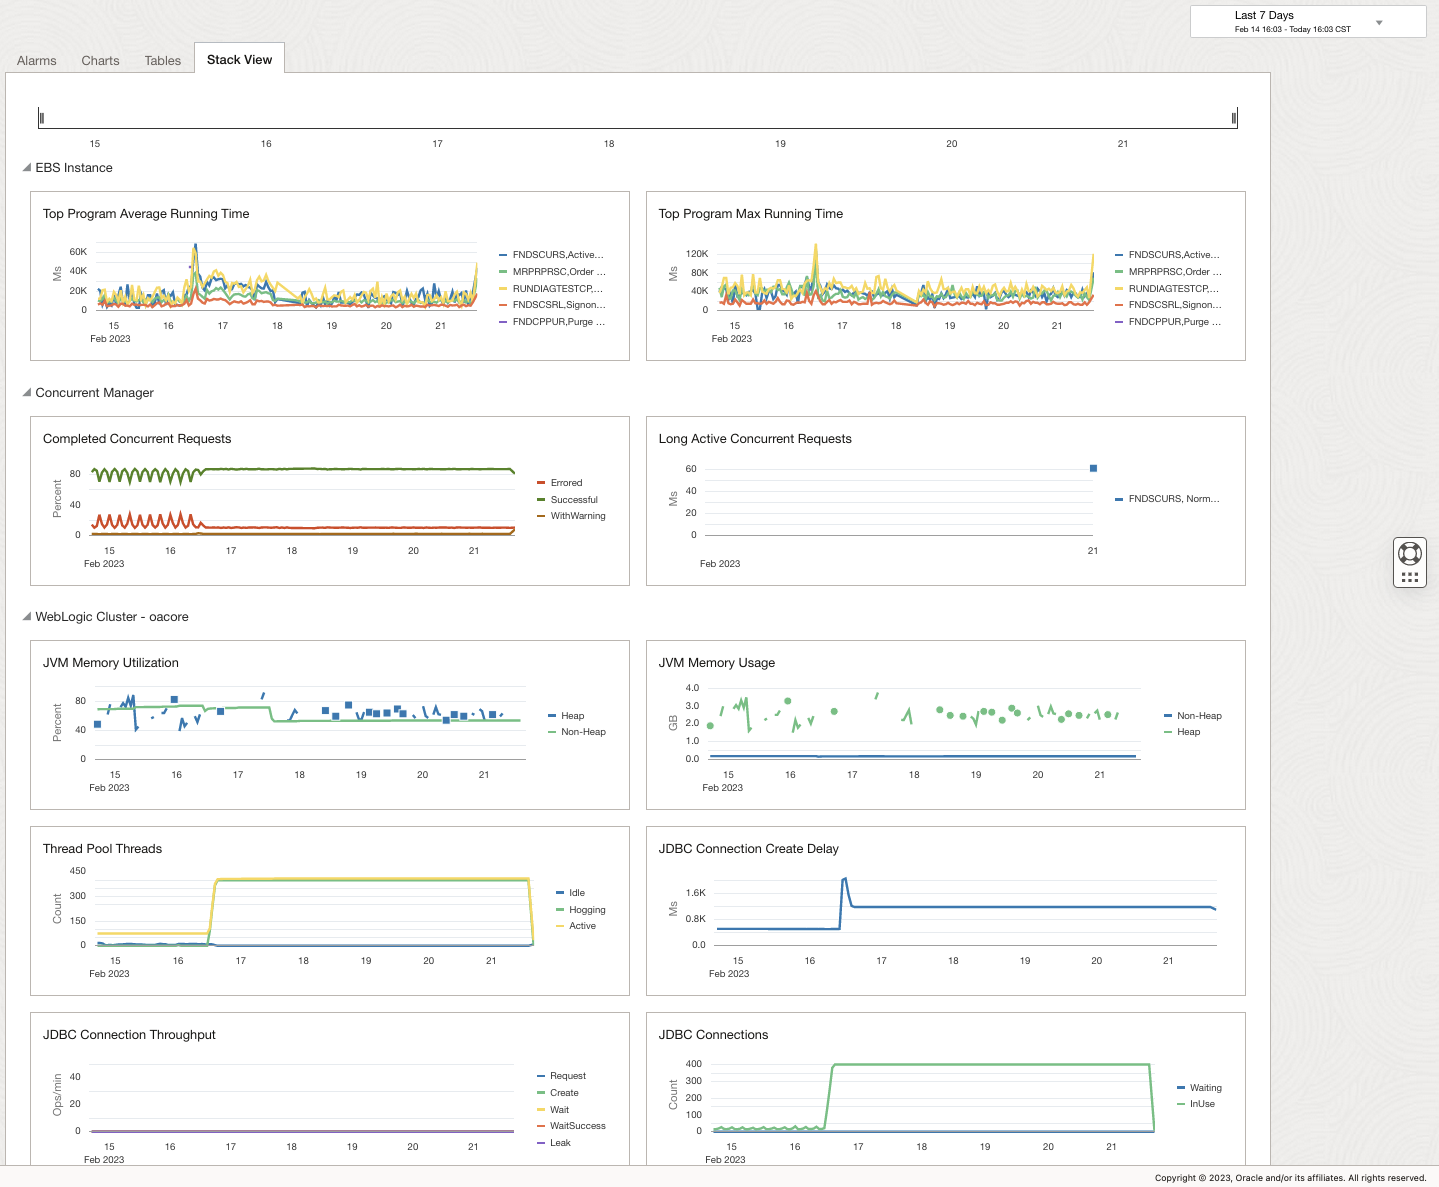 Last 7 Days
Feb 14 16:03 - Today 16:03 CST
Alarms Charts Tables Stack View
15 16 17 18 19 20 21
EBS Instance
Top Program Average Running Time
60K
40K
20K
0
Ms
15 16 17 18 19 20 21
Feb 2023
FNDSCURS,Active...
MRPRPRSC,Order ...
RUNDIAGTESTCP,...
FNDSCSRL,Signon...
FNDCPPUR,Purge ...
Top Program Max Running Time
120K
80K
40K
0
Ms
15 16 17 18 19 20 21
Feb 2023
FNDSCURS,Active...
MRPRPRSC,Order ...
RUNDIAGTESTCP,...
FNDSCSRL,Signon...
FNDCPPUR,Purge ...
Concurrent Manager
Completed Concurrent Requests
80
40
0
Percent
15 16 17 18 19 20 21
Feb 2023
Errored
Successful
WithWarning
Long Active Concurrent Requests
60
40
20
0
Ms
21
Feb 2023
FNDSCURS, Norm...
WebLogic Cluster - oacore
JVM Memory Utilization
80
40
0
Percent
15 16 17 18 19 20 21
Feb 2023
Heap
Non-Heap
JVM Memory Usage
4.0
3.0
2.0
1.0
0.0
GB
15 16 17 18 19 20 21
Feb 2023
Non-Heap
Heap
Thread Pool Threads
450
300
150
0
Count
15 16 17 18 19 20 21
Feb 2023
Idle
Hogging
Active
JDBC Connection Create Delay
1.6K
0.8K
0.0
Ms
15 16 17 18 19 20 21
Feb 2023
JDBC Connection Throughput
40
20
0
Ops/min
15 16 17 18 19 20 21
Feb 2023
Request
Create
Wait
WaitSuccess
Leak
JDBC Connections
400
300
200
100
0
Count
15 16 17 18 19 20 21
Feb 2023
Waiting
InUse
Copyright © 2023, Oracle and/or its affiliates. All rights reserved.